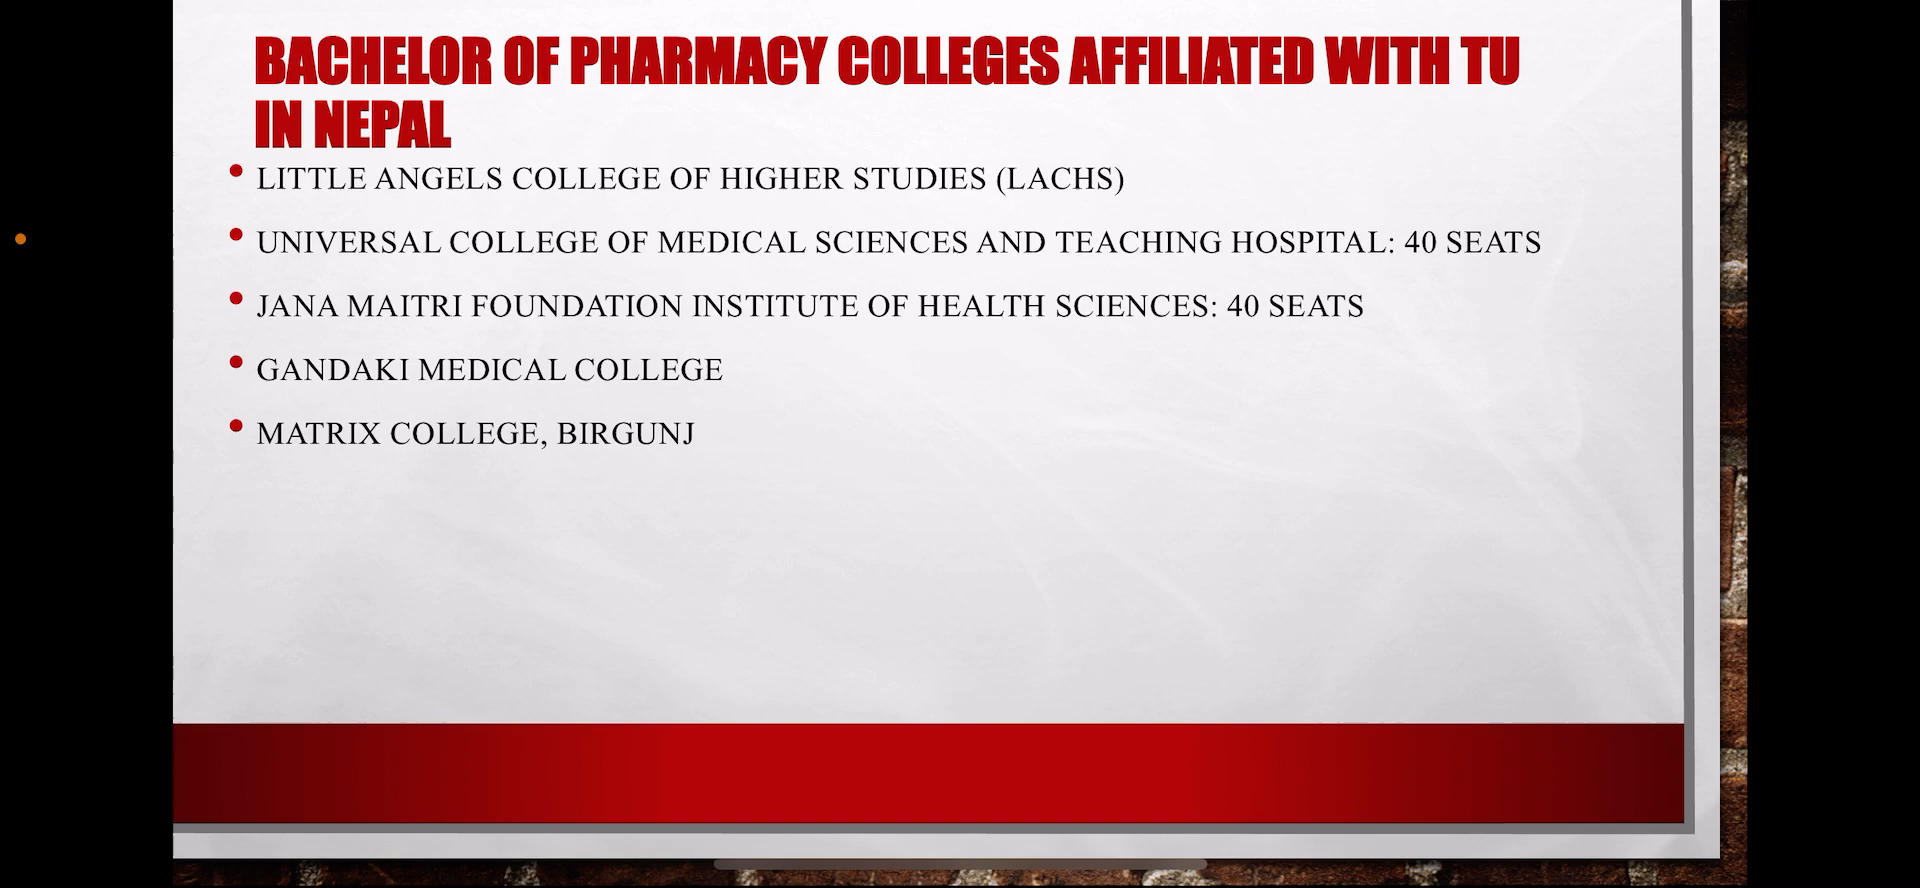 BACHELOR OF PHARMACY COLLEGES AFFILIATED WITH TU
IN NEPAL
• LITTLE ANGELS COLLEGE OF HIGHER STUDIES (LACHS)
• UNIVERSAL COLLEGE OF MEDICAL SCIENCES AND TEACHING HOSPITAL: 40 SEATS
• JANA MAITRI FOUNDATION INSTITUTE OF HEALTH SCIENCES: 40 SEATS
• GANDAKI MEDICAL COLLEGE
• MATRIX COLLEGE, BIRGUNJ